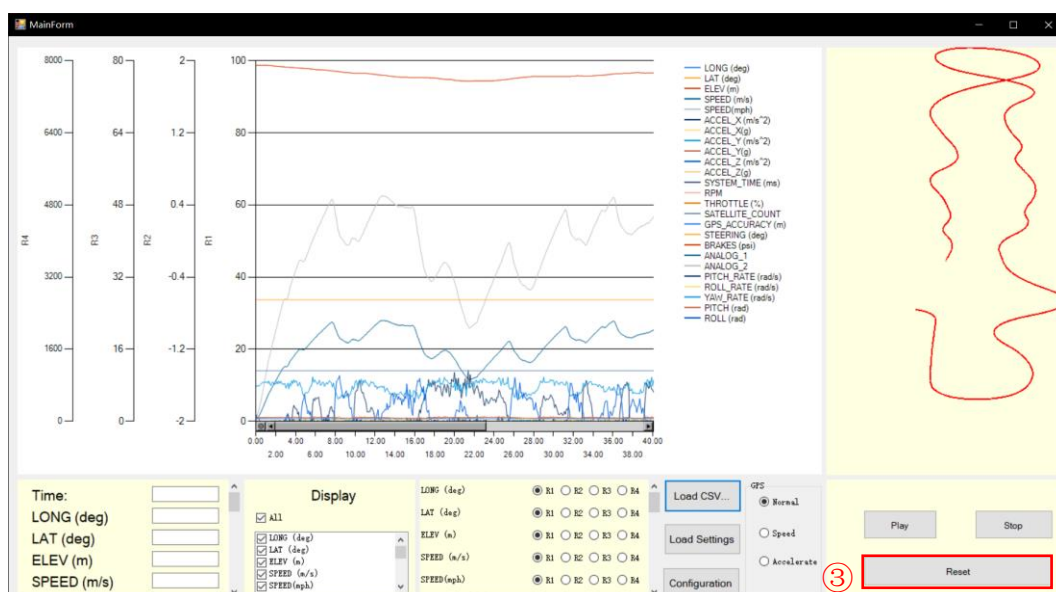 MainForm
8000 80 2 100
6400 64 1.2 80
4800 48 0.4 60
R4 R3 R2 R1
3200 32 -0.4 40
1600 16 -1.2 20
0 0 -2 0
0.00 4.00 8.00 12.00 16.00 20.00 24.00 28.00 32.00 36.00 40.00
2.00 6.00 10.00 14.00 18.00 22.00 26.00 30.00 34.00 38.00
LONG (deg)
LAT (deg)
ELEV (m)
SPEED (m/s)
SPEED(mph)
ACCEL_X (m/s^2)
ACCEL_X(g)
ACCEL_Y (m/s^2)
ACCEL_Y(g)
ACCEL_Z (m/s^2)
ACCEL_Z(g)
SYSTEM_TIME (ms)
RPM
THROTTLE (%)
SATELLITE_COUNT
GPS_ACCURACY (m)
STEERING (deg)
BRAKES (psi)
ANALOG_1
ANALOG_2
PITCH_RATE (rad/s)
ROLL_RATE (rad/s)
YAW_RATE (rad/s)
PITCH (rad)
ROLL (rad)
Time:
LONG (deg)
LAT (deg)
ELEV (m)
SPEED (m/s)
Display
All
LONG (deg)
LAT (deg)
ELEV (m)
SPEED (m/s)
SPEED(mph)
LONG (deg) R1 R2 R3 R4
LAT (deg) R1 R2 R3 R4
ELEV (m) R1 R2 R3 R4
SPEED (m/s) R1 R2 R3 R4
SPEED(mph) R1 R2 R3 R4
Load CSV...
Load Settings
Configuration
GPS
Normal
Speed
Accelerate
Play Stop
③ Reset